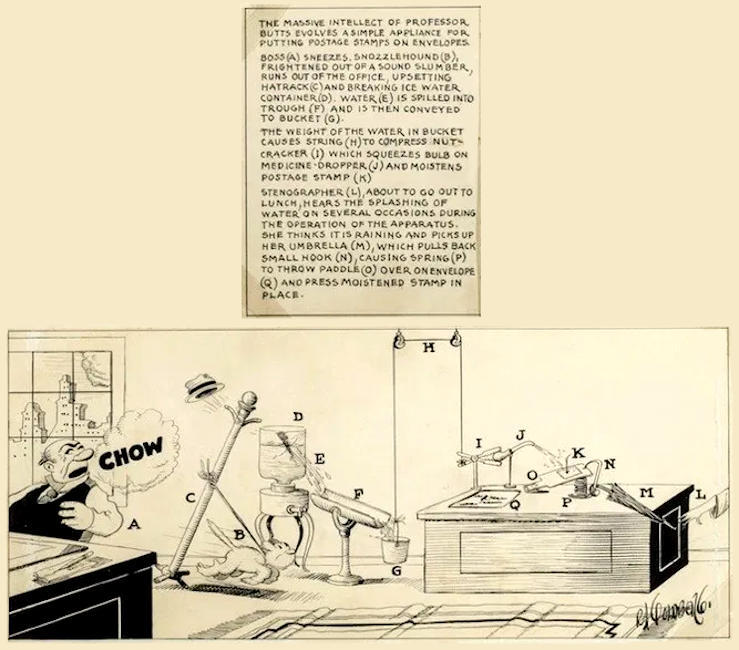 THE MASSIVE INTELLECT OF PROFESSOR
BUTTS EVOLVES A SIMPLE APPLIANCE FOR
PUTTING POSTAGE STAMPS ON ENVELOPES.
BOSS (A) SNEEZES. SNOZZLEHOUND (B),
FRIGHTENED OUT OF A SOUND SLUMBER,
RUNS OUT OF THE OFFICE, UPSETTING
HATRACK (C) AND BREAKING ICE WATER
CONTAINER (D). WATER (E) IS SPILLED INTO
TROUGH (F) AND IS THEN CONVEYED
TO BUCKET (G).
THE WEIGHT OF THE WATER IN BUCKET
CAUSES STRING (H) TO COMPRESS NUT-
CRACKER (I) WHICH SQUEEZES BULB ON
MEDICINE-DROPPER (J) AND MOISTENS
POSTAGE STAMP (K)
STENOGRAPHER (L), ABOUT TO GO OUT TO
LUNCH, HEARS THE SPLASHING OF
WATER ON SEVERAL OCCASIONS DURING
THE OPERATION OF THE APPARATUS.
SHE THINKS IT IS RAINING AND PICKS UP
HER UMBRELLA (M), WHICH PULLS BACK
SMALL HOOK (N), CAUSING SPRING (P)
TO THROW PADDLE (O) OVER ON ENVELOPE
(Q) AND PRESS MOISTENED STAMP IN
PLACE.
H
CHOW
A
B
C
D
E
F
G
I
J
K
N
O
P
Q
M
L
RL GOLDBERG.